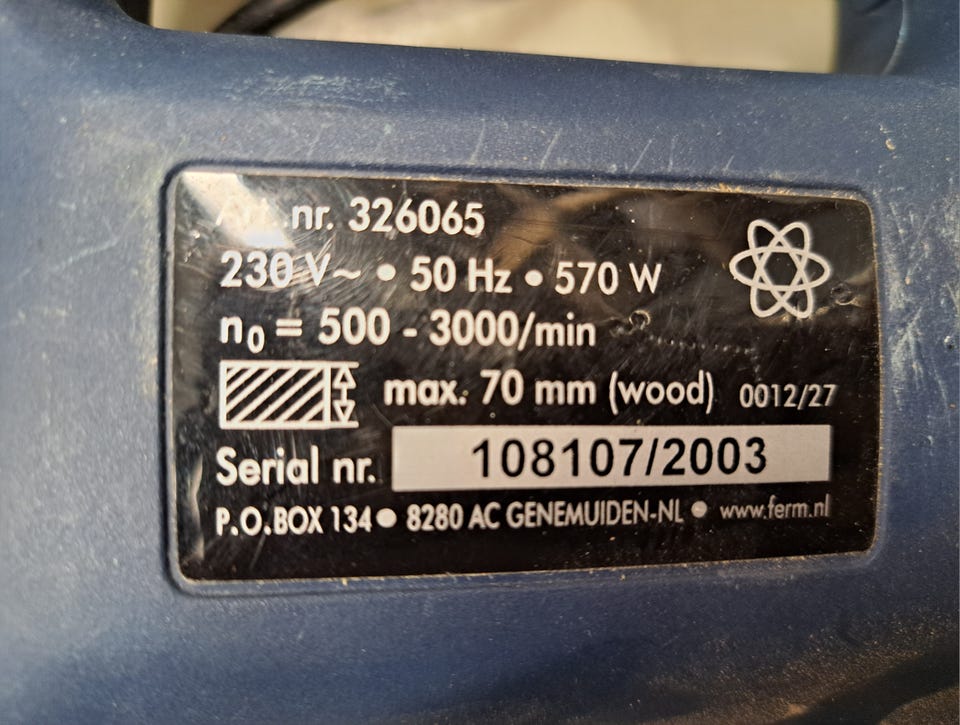 Art. nr. 326065
230 V~ • 50 Hz • 570 W
n₀ = 500 - 3000/min
max. 70 mm (wood) 0012/27
Serial nr. 108107/2003
P.O.BOX 134 • 8280 AC GENEMUIDEN-NL • www.ferm.nl